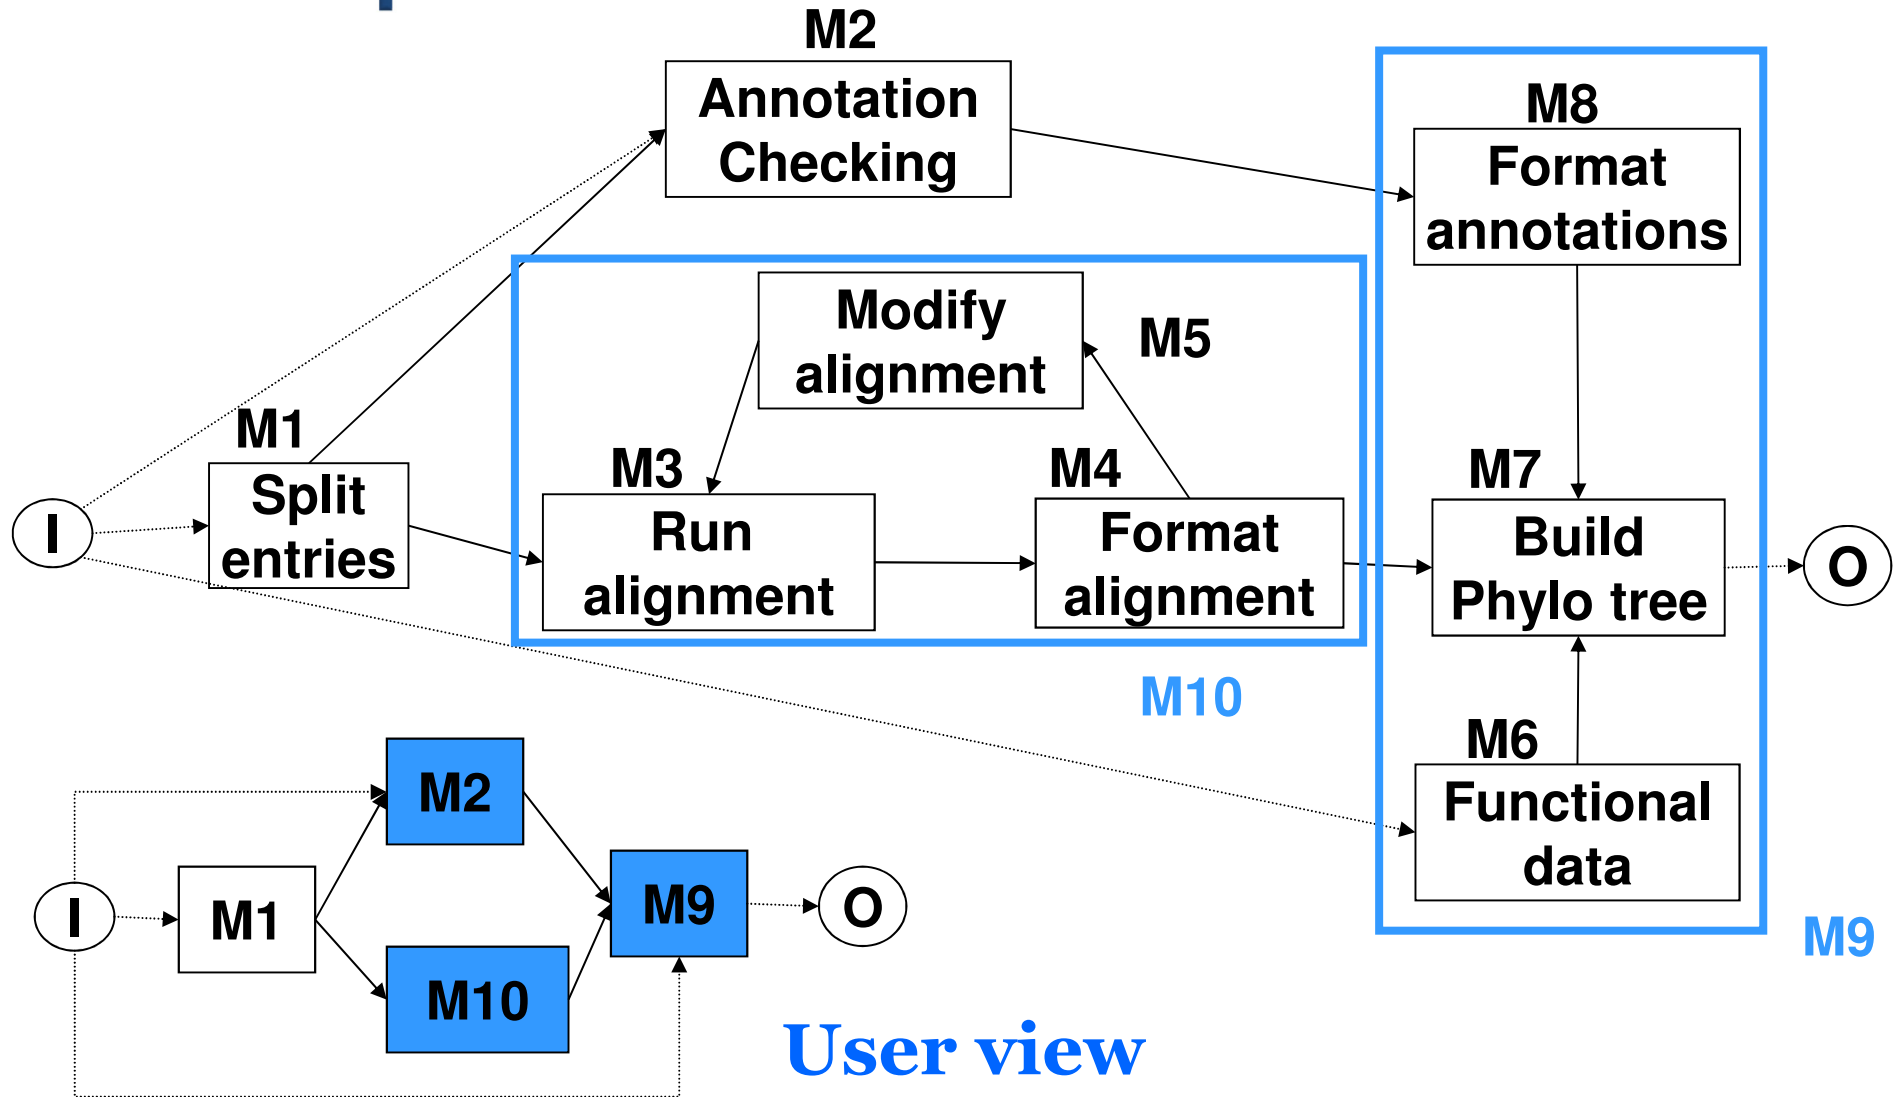 M2
Annotation
Checking
M8
Format
annotations
Modify
alignment
M5
M1
Split
entries
I
M3
Run
alignment
M4
Format
alignment
M7
Build
Phylo tree
O
M10
M6
Functional
data
M9
M2
I
M1
M9
O
M10
User view